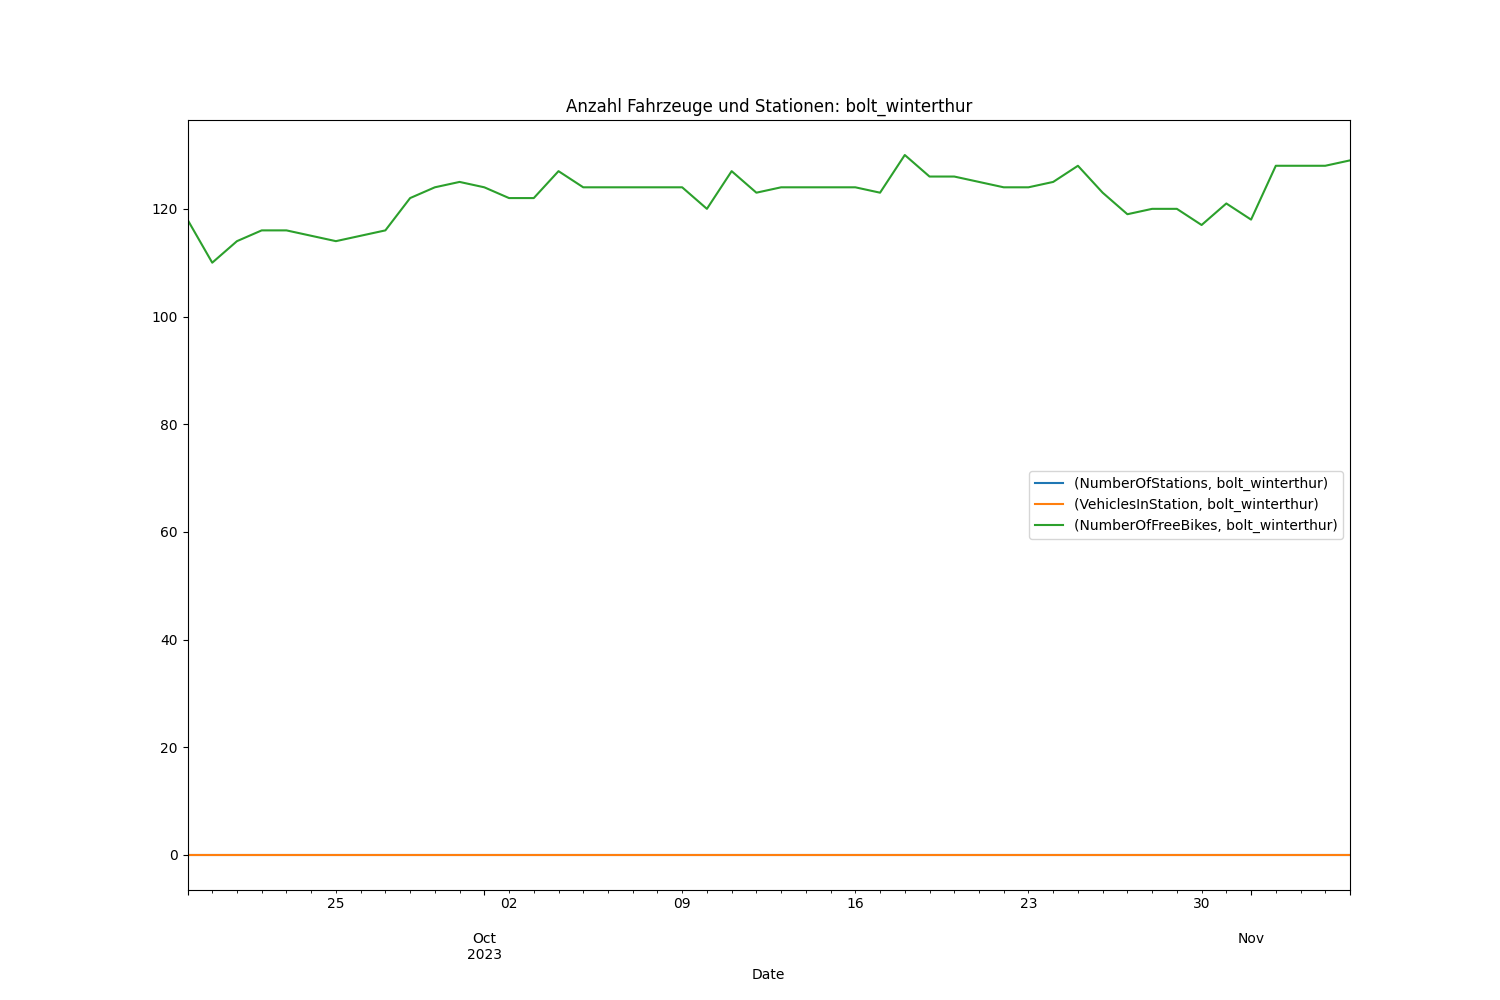 Anzahl Fahrzeuge und Stationen: bolt_winterthur
120
100
80
60
40
20
0
(NumberOfStations, bolt_winterthur)
(VehiclesInStation, bolt_winterthur)
(NumberOfFreeBikes, bolt_winterthur)
25 02 09 16 23 30
Oct Nov
2023
Date